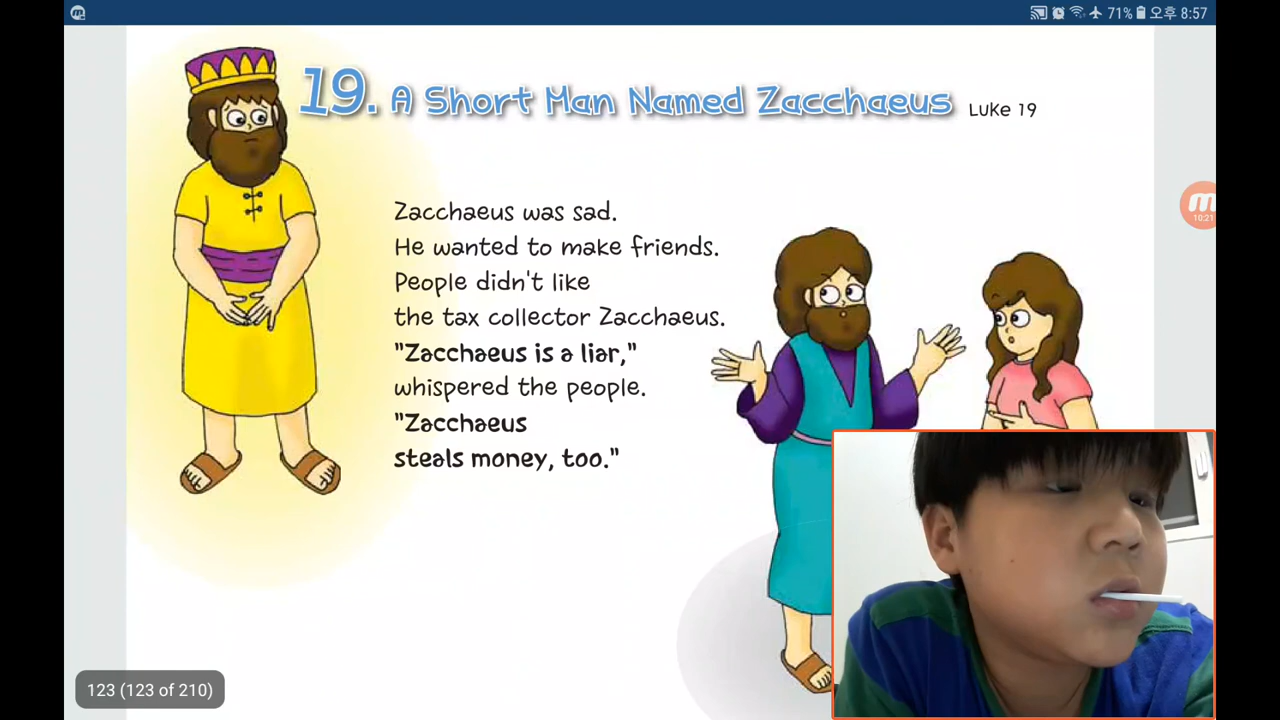 71% 오후 8:57
19. A Short Man Named Zacchaeus Luke 19
Zacchaeus was sad.
He wanted to make friends.
People didn't like
the tax collector Zacchaeus.
"Zacchaeus is a liar,"
whispered the people.
"Zacchaeus
steals money, too."
10:21
123 (123 of 210)